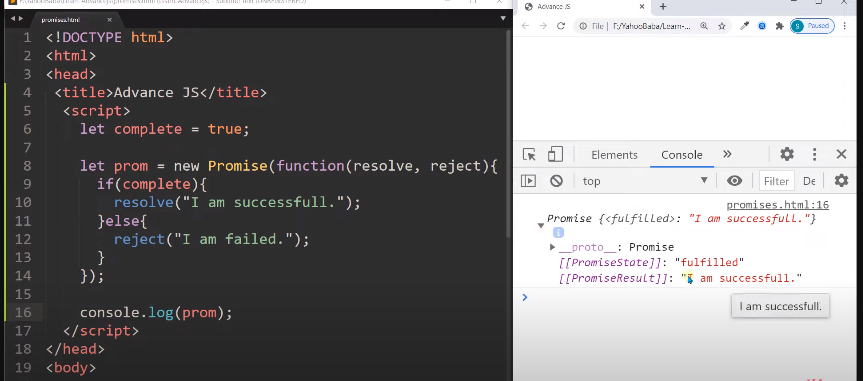 promises.html ×
1 <!DOCTYPE html>
2 <html>
3 <head>
4 <title>Advance JS</title>
5 <script>
6 let complete = true;
7
8 let prom = new Promise(function(resolve, reject){
9 if(complete){
10 resolve("I am successfull.");
11 }else{
12 reject("I am failed.");
13 }
14 });
15
16 console.log(prom);
17 </script>
18 </head>
19 <body>
Advance JS
File | F:/YahooBaba/Learn-... S Paused
Elements Console »
top Filter De
promises.html:16
Promise {<fulfilled>: "I am successfull."}
i
__proto__: Promise
[[PromiseState]]: "fulfilled"
[[PromiseResult]]: "I am successfull."
I am successfull.